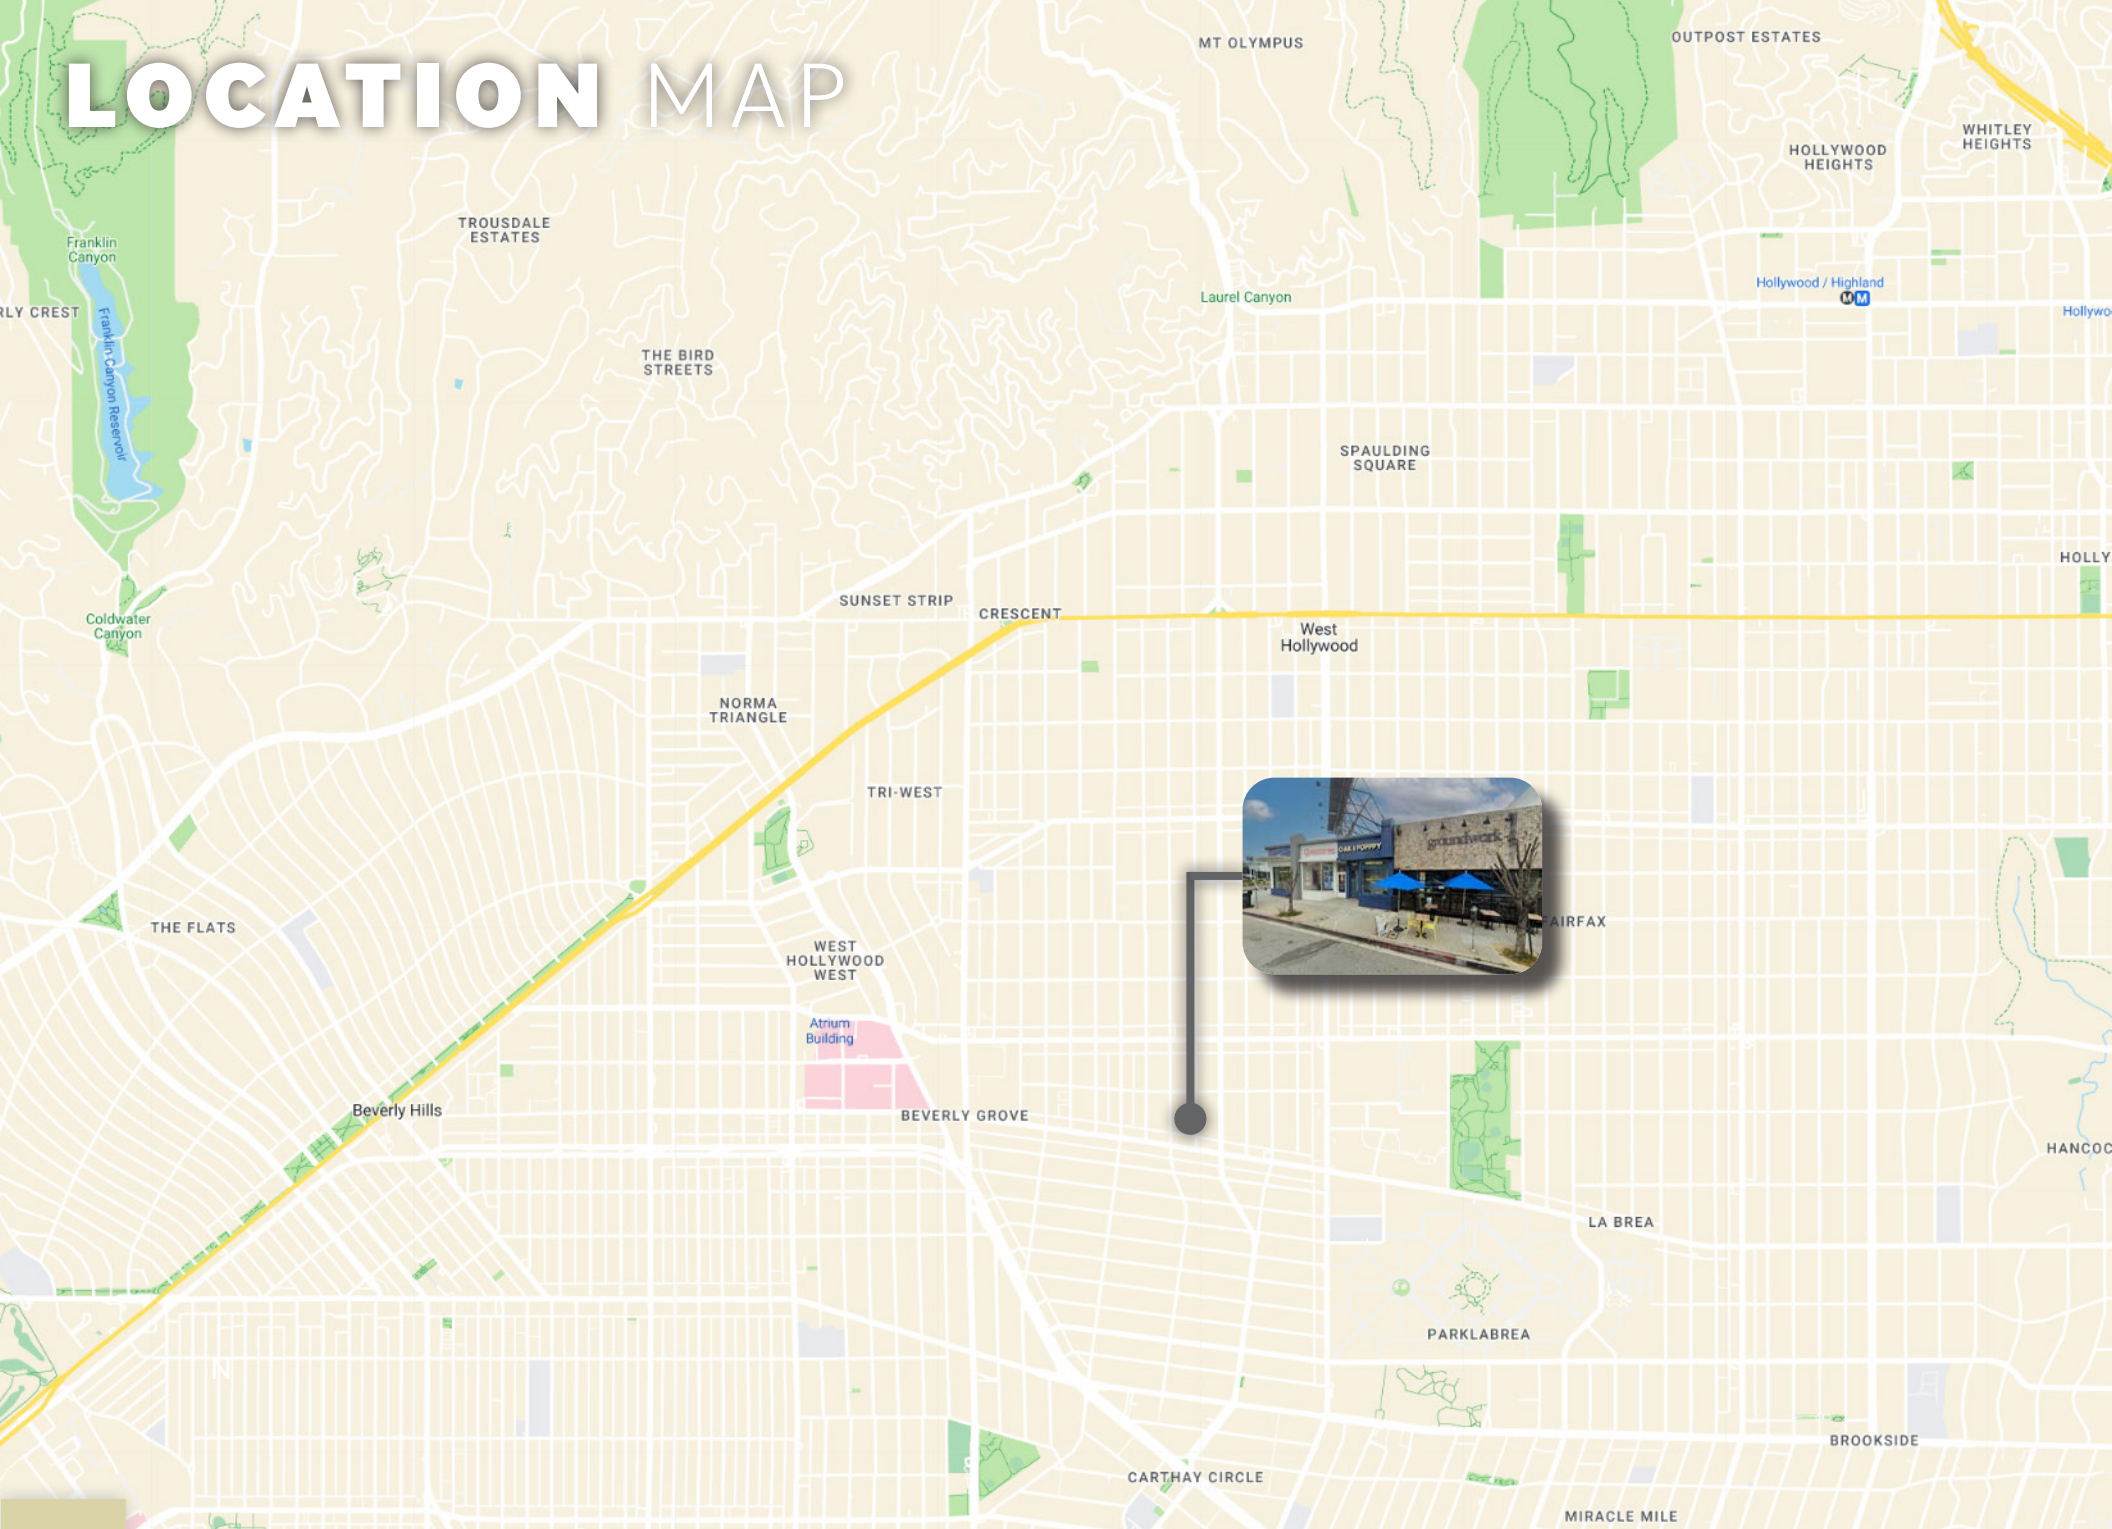 LOCATION MAP
MT OLYMPUS
OUTPOST ESTATES
WHITLEY
HEIGHTS
HOLLYWOOD
HEIGHTS
TROUSDALE
ESTATES
Franklin
Canyon
Laurel Canyon
Hollywood / Highland
M M
RLY CREST
Hollywo
Franklin Canyon Reservoir
THE BIRD
STREETS
SPAULDING
SQUARE
HOLLY
SUNSET STRIP
CRESCENT
Coldwater
Canyon
West
Hollywood
NORMA
TRIANGLE
TRI-WEST
OAK & POPPY
groundwork
FAIRFAX
THE FLATS
WEST
HOLLYWOOD
WEST
Atrium
Building
Beverly Hills
BEVERLY GROVE
HANCOC
LA BREA
PARKLABREA
N
BROOKSIDE
CARTHAY CIRCLE
MIRACLE MILE